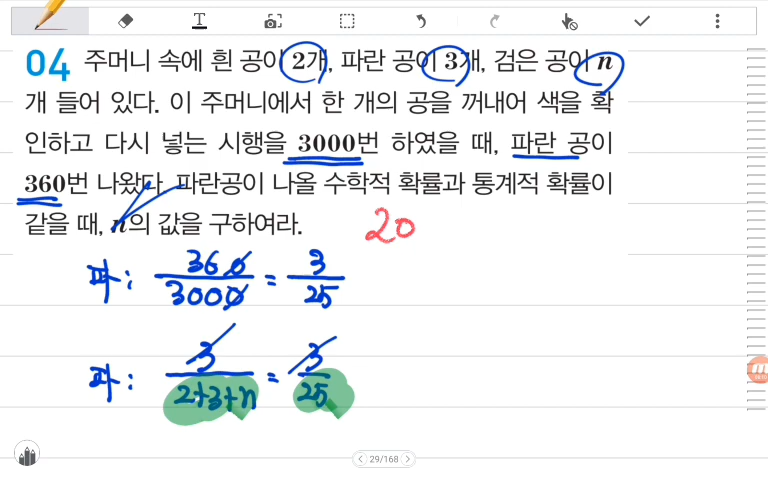 04 주머니 속에 흰 공이 2개, 파란 공이 3개, 검은 공이 n
개 들어 있다. 이 주머니에서 한 개의 공을 꺼내어 색을 확
인하고 다시 넣는 시행을 3000번 하였을 때, 파란 공이
360번 나왔다. 파란공이 나올 수학적 확률과 통계적 확률이
같을 때, n의 값을 구하여라. 20
파: 360/3000 = 3/25
파: 3/2+3+n = 3/25
29/168